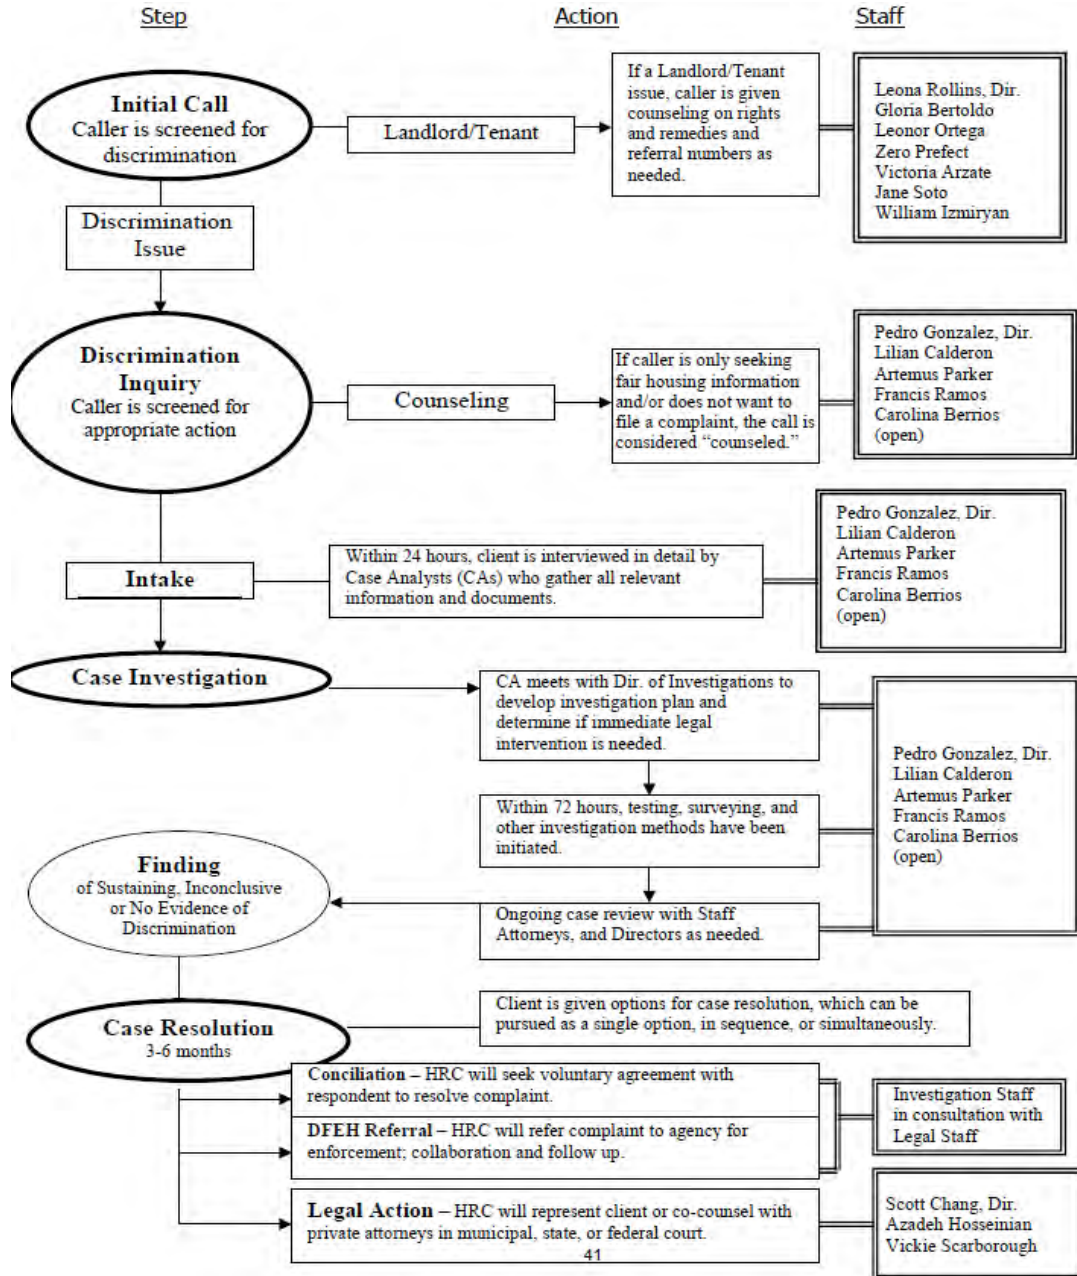 Step
Action
Staff
Initial Call
Caller is screened for
discrimination
Landlord/Tenant
If a Landlord/Tenant
issue, caller is given
counseling on rights
and remedies and
referral numbers as
needed.
Leona Rollins, Dir.
Gloria Bertoldo
Leonor Ortega
Zero Prefect
Victoria Arzate
Jane Soto
William Izmiryan
Discrimination
Issue
Discrimination
Inquiry
Caller is screened for
appropriate action
Counseling
If caller is only seeking
fair housing information
and/or does not want to
file a complaint, the call is
considered “counseled.”
Pedro Gonzalez, Dir.
Lilian Calderon
Artemus Parker
Francis Ramos
Carolina Berrios
(open)
Intake
Within 24 hours, client is interviewed in detail by
Case Analysts (CAs) who gather all relevant
information and documents.
Pedro Gonzalez, Dir.
Lilian Calderon
Artemus Parker
Francis Ramos
Carolina Berrios
(open)
Case Investigation
CA meets with Dir. of Investigations to
develop investigation plan and
determine if immediate legal
intervention is needed.
Within 72 hours, testing, surveying, and
other investigation methods have been
initiated.
Ongoing case review with Staff
Attorneys, and Directors as needed.
Pedro Gonzalez, Dir.
Lilian Calderon
Artemus Parker
Francis Ramos
Carolina Berrios
(open)
Finding
of Sustaining, Inconclusive
or No Evidence of
Discrimination
Case Resolution
3-6 months
Client is given options for case resolution, which can be
pursued as a single option, in sequence, or simultaneously.
Conciliation – HRC will seek voluntary agreement with
respondent to resolve complaint.
DFEH Referral – HRC will refer complaint to agency for
enforcement; collaboration and follow up.
Investigation Staff
in consultation with
Legal Staff
Legal Action – HRC will represent client or co-counsel with
private attorneys in municipal, state, or federal court.
Scott Chang, Dir.
Azadeh Hosseinian
Vickie Scarborough
41